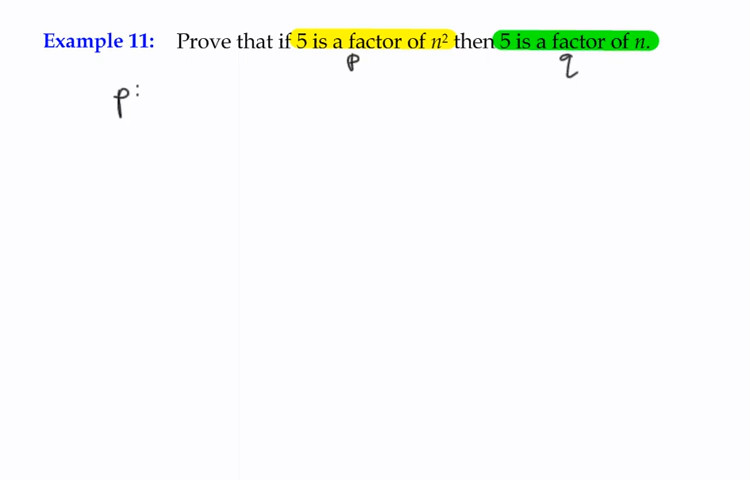 Example 11: Prove that if 5 is a factor of n² then 5 is a factor of n.
p q
p: